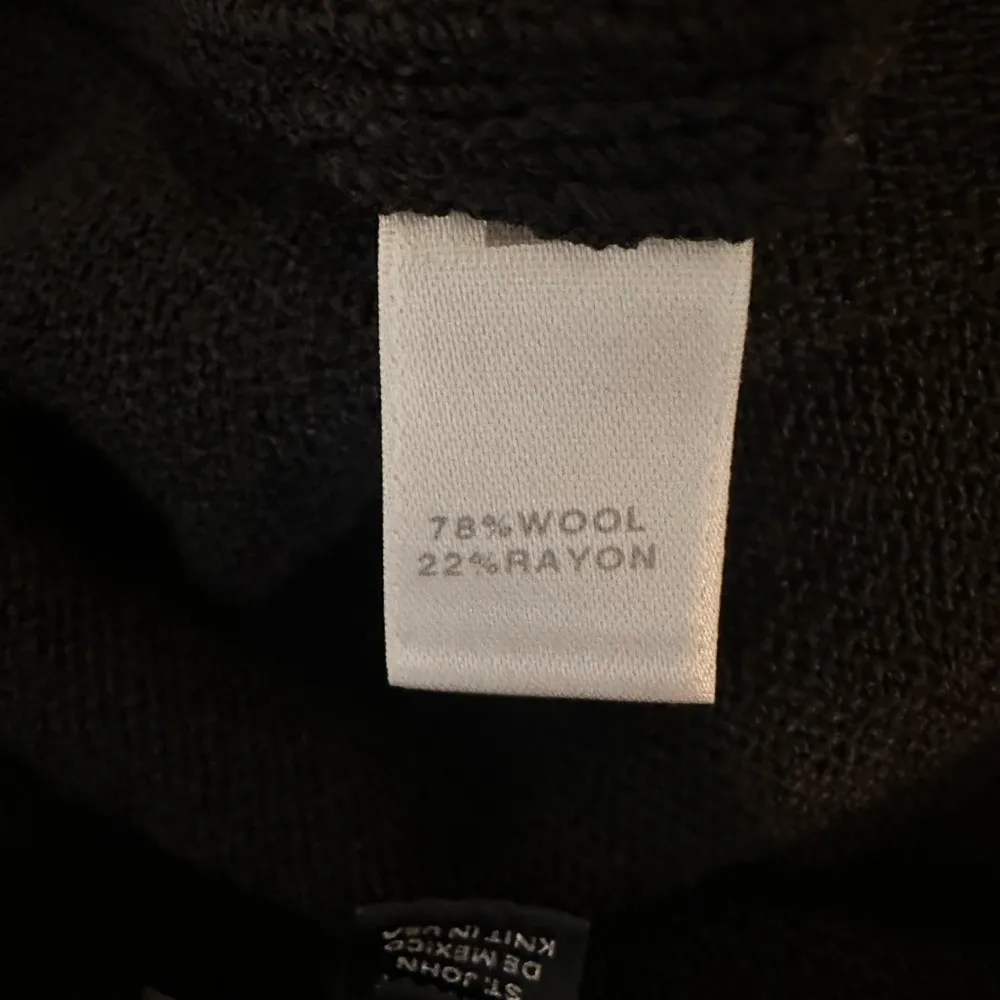 78%WOOL
22%RAYON
ST. JOHN
DE MEXICO
KNIT IN USA